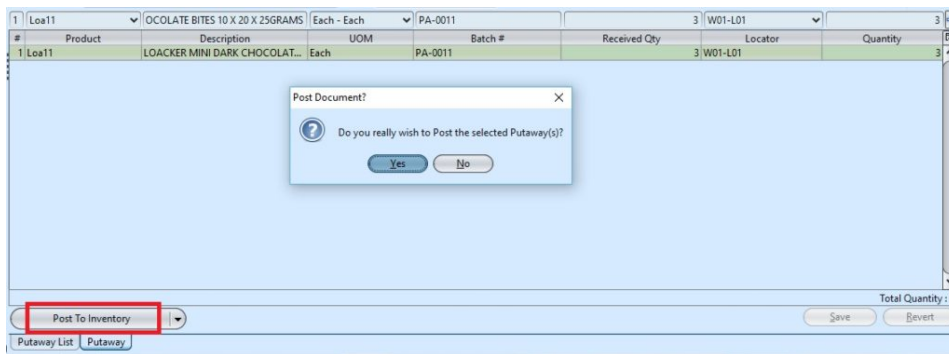 1 Loa11 OCOLATE BITES 10 X 20 X 25GRAMS Each - Each PA-0011 3 W01-L01 3
# Product Description UOM Batch # Received Qty Locator Quantity
1 Loa11 LOACKER MINI DARK CHOCOLAT... Each PA-0011 3 W01-L01 3
Post Document?
Do you really wish to Post the selected Putaway(s)?
Yes No
Total Quantity :
Post To Inventory Save Revert
Putaway List Putaway